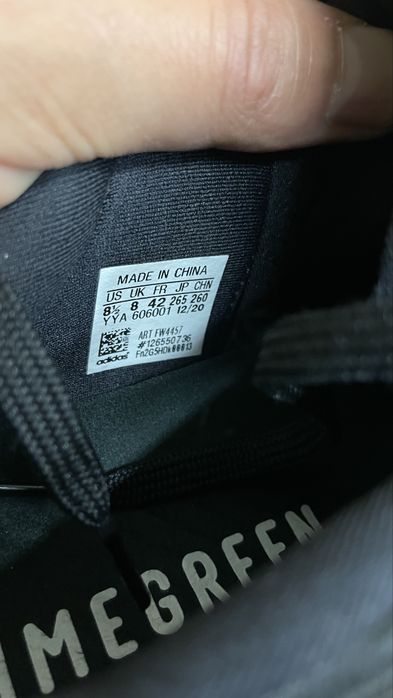 MADE IN CHINA
US UK FR JP CHN
8½ 8 42 265 260
YYA 606001 12/20
ART FW4457
#126550736
adidas
IMEGREEN